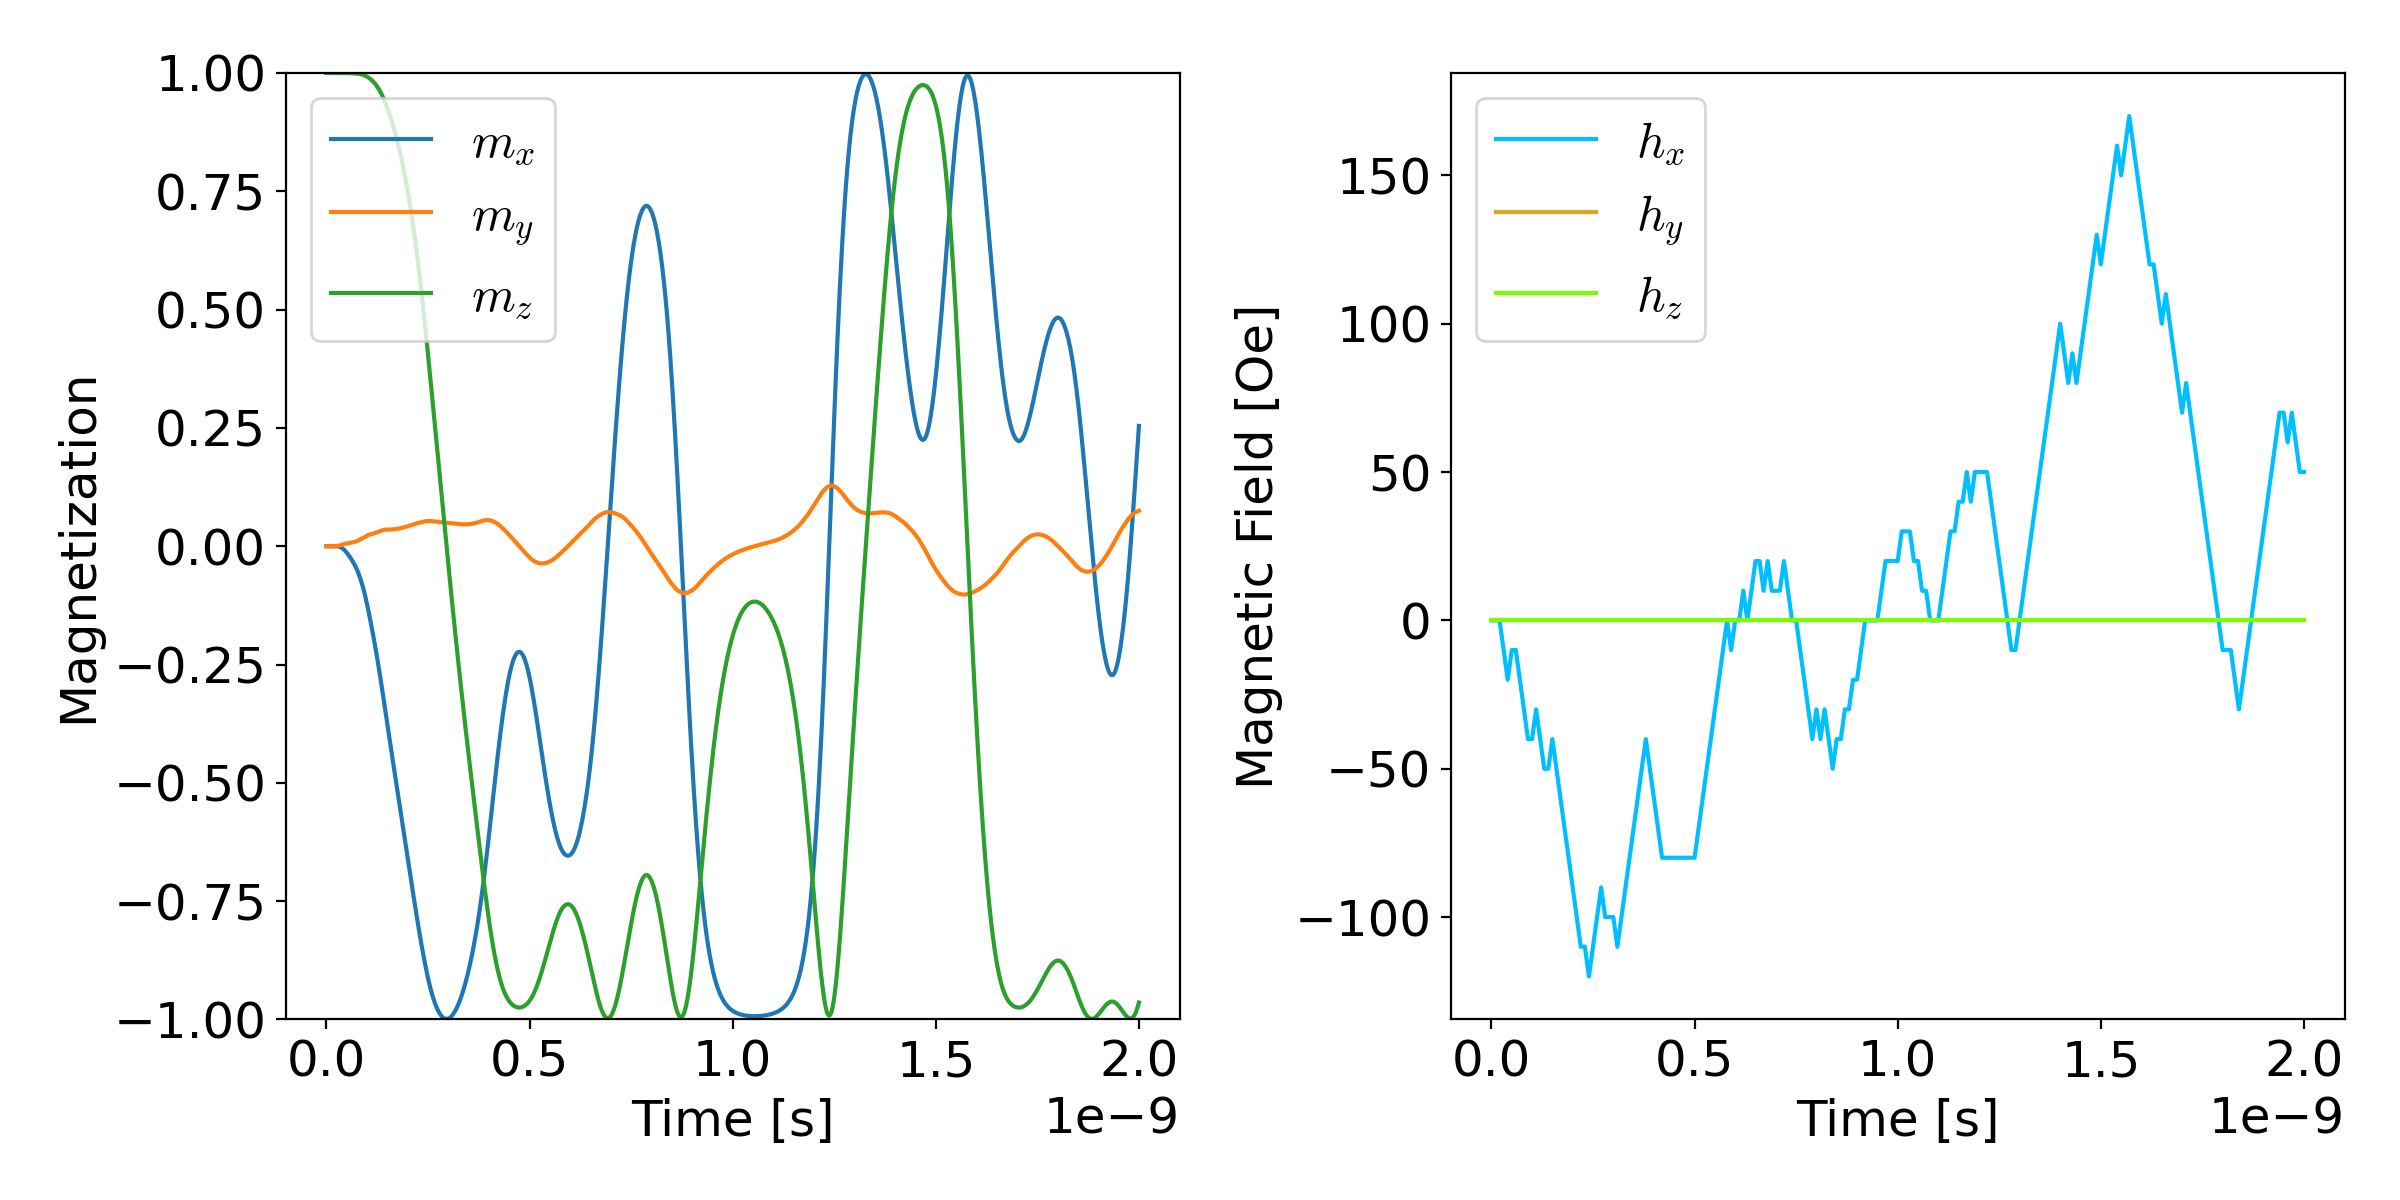 1.00
0.75
0.50
0.25
0.00
−0.25
−0.50
−0.75
−1.00
Magnetization
m_x
m_y
m_z
0.0 0.5 1.0 1.5 2.0
Time [s]
1e−9
150
100
50
0
−50
−100
Magnetic Field [Oe]
h_x
h_y
h_z
0.0 0.5 1.0 1.5 2.0
Time [s]
1e−9